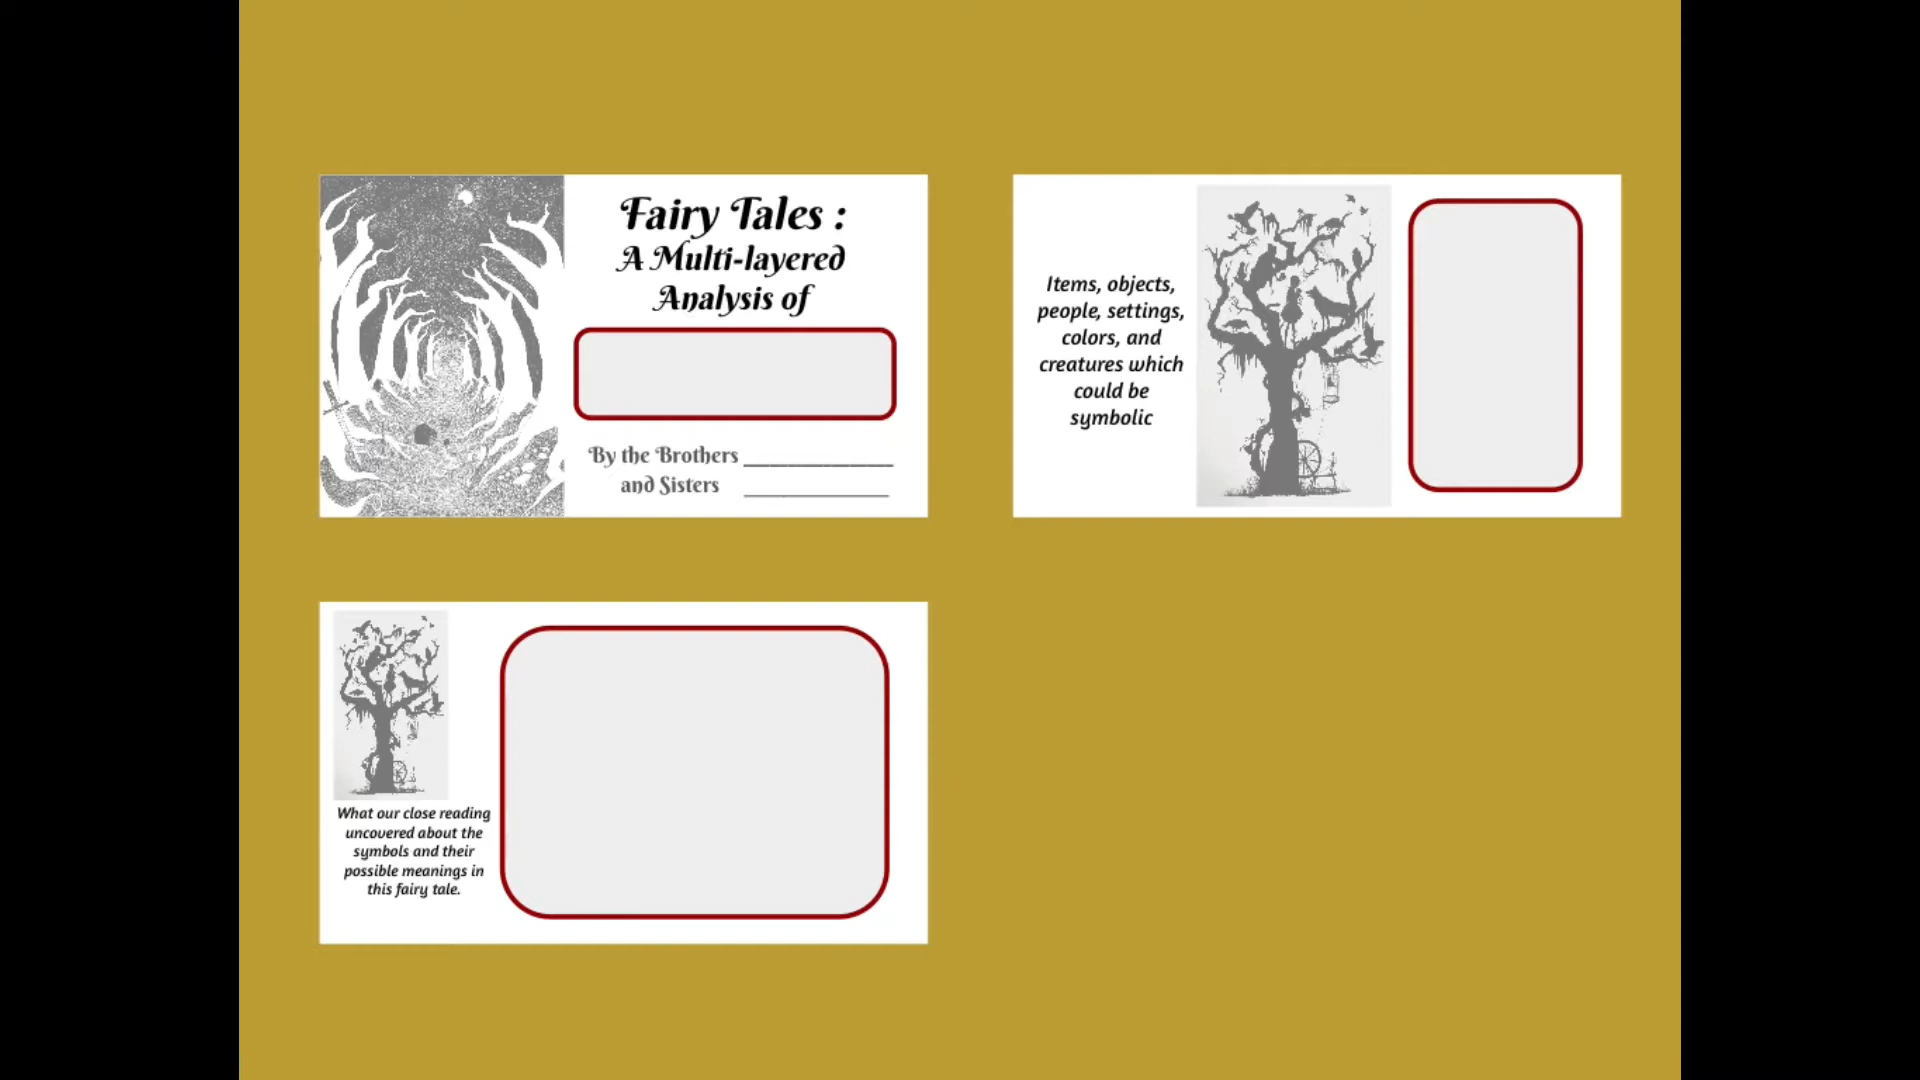 Fairy Tales :
A Multi-layered
Analysis of
By the Brothers
and Sisters
Items, objects,
people, settings,
colors, and
creatures which
could be
symbolic
What our close reading
uncovered about the
symbols and their
possible meanings in
this fairy tale.